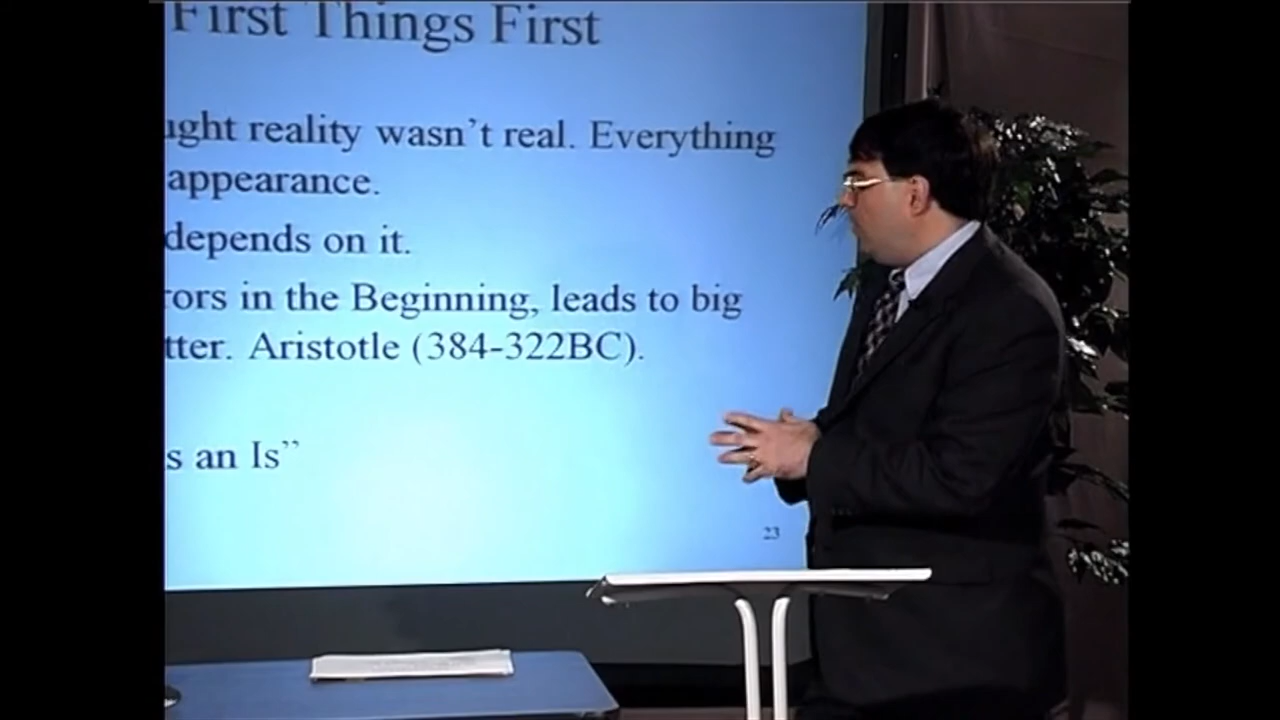 First Things First
ught reality wasn't real. Everything
appearance.
depends on it.
rors in the Beginning, leads to big
tter. Aristotle (384-322BC).
s an Is”
23